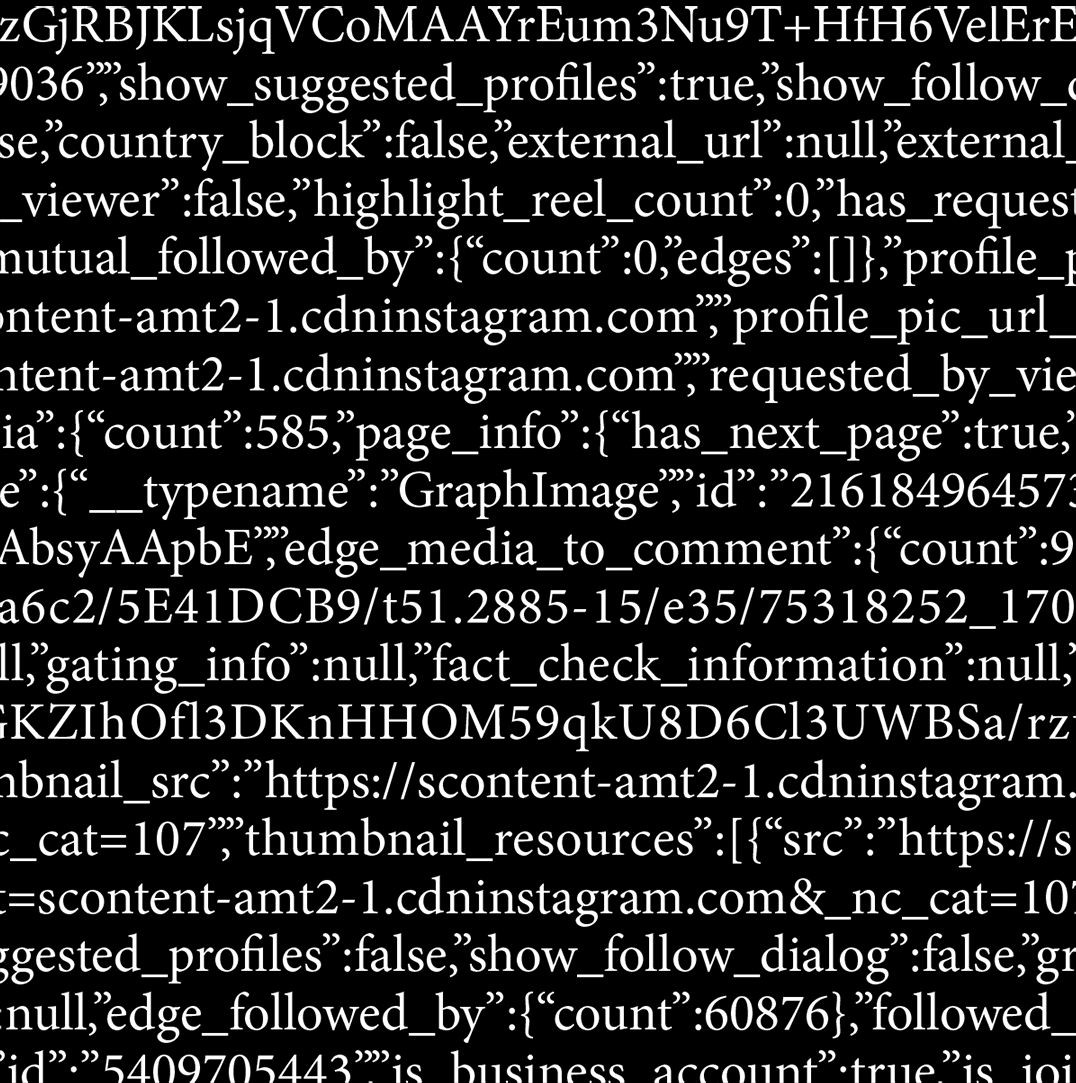 zGjRBJKLsjqVCoMAAYrEum3Nu9T+HfH6VelErE
9036””,”show_suggested_profiles”:true,”show_follow_
se,”country_block”:false,”external_url”:null,”external_
_viewer”:false,”highlight_reel_count”:0,”has_request
mutual_followed_by”:{“count”:0,”edges”:[]},”profile_p
ontent-amt2-1.cdninstagram.com””,”profile_pic_url_
ntent-amt2-1.cdninstagram.com””,”requested_by_vie
ia”:{“count”:585,”page_info”:{“has_next_page”:true,”
e”:{“__typename”:”GraphImage””,”id”:”216184964573
AbsyAApbE””,”edge_media_to_comment”:{“count”:9
a6c2/5E41DCB9/t51.2885-15/e35/75318252_170
ll,”gating_info”:null,”fact_check_information”:null,”
GKZIhOfl3DKnHHOM59qkU8D6Cl3UWBSa/rz
mbnail_src”:”https://scontent-amt2-1.cdninstagram.
c_cat=107””,”thumbnail_resources”:[{“src”:”https://s
t=scontent-amt2-1.cdninstagram.com&_nc_cat=107
ggested_profiles”:false,”show_follow_dialog”:false,”gr
:null,”edge_followed_by”:{“count”:60876},”followed_
”id”:”5409705443””,”is_business_account”:true,”is_joi